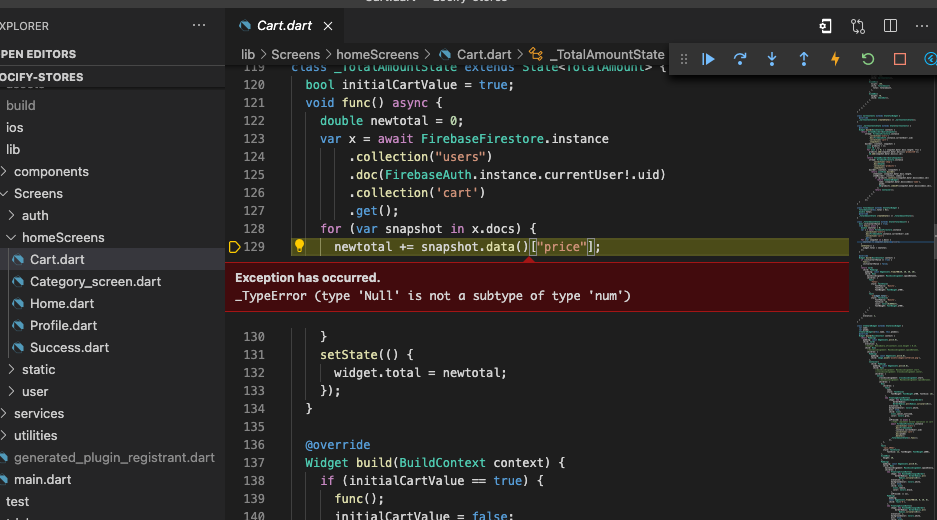 EXPLORER
PEN EDITORS
OCIFY-STORES
build
ios
lib
components
Screens
auth
homeScreens
Cart.dart
Category_screen.dart
Home.dart
Profile.dart
Success.dart
static
user
services
utilities
generated_plugin_registrant.dart
main.dart
test
Cart.dart
lib > Screens > homeScreens > Cart.dart > _TotalAmountState
119 class _TotalAmountState extends State<TotalAmount> {
120 bool initialCartValue = true;
121 void func() async {
122 double newtotal = 0;
123 var x = await FirebaseFirestore.instance
124 .collection("users")
125 .doc(FirebaseAuth.instance.currentUser!.uid)
126 .collection('cart')
127 .get();
128 for (var snapshot in x.docs) {
129 newtotal += snapshot.data()["price"];
Exception has occurred.
_TypeError (type 'Null' is not a subtype of type 'num')
130 }
131 setState(() {
132 widget.total = newtotal;
133 });
134 }
135
136 @override
137 Widget build(BuildContext context) {
138 if (initialCartValue == true) {
139 func();
140 initialCartValue = false;